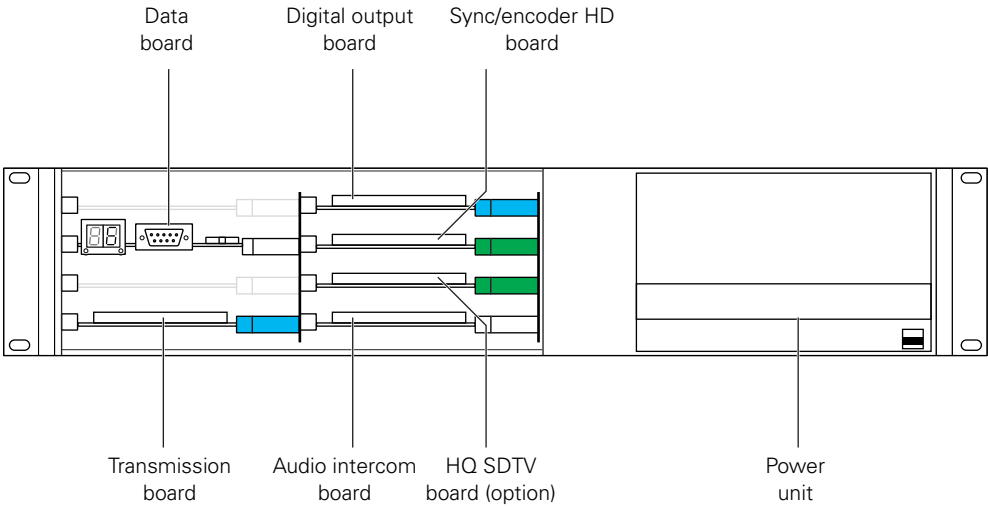 Data
board
Digital output
board
Sync/encoder HD
board
Transmission
board
Audio intercom
board
HQ SDTV
board (option)
Power
unit